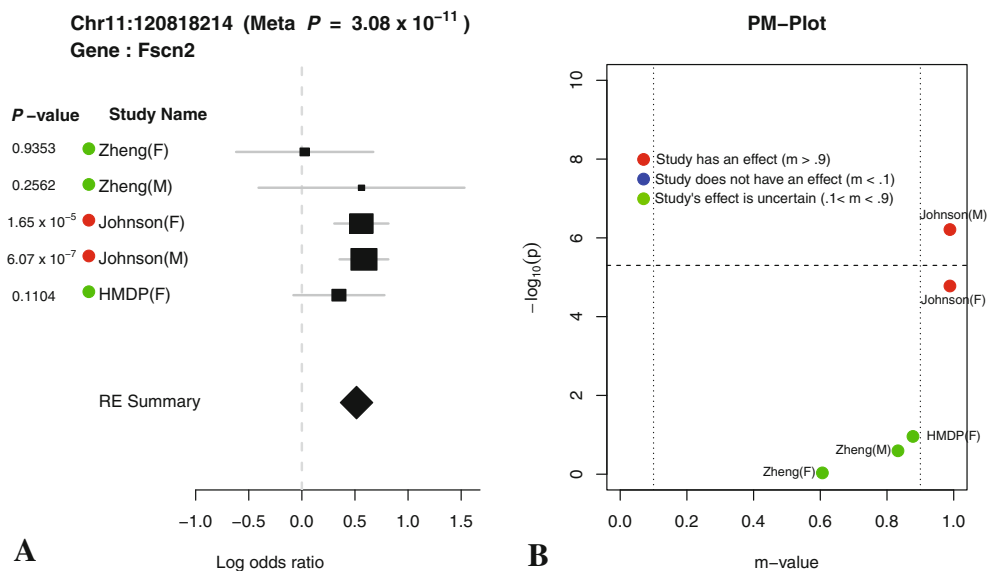 Chr11:120818214 (Meta P = 3.08 x 10⁻¹¹ )
Gene : Fscn2
P −value Study Name
0.9353 Zheng(F)
0.2562 Zheng(M)
1.65 x 10⁻⁵ Johnson(F)
6.07 x 10⁻⁷ Johnson(M)
0.1104 HMDP(F)
RE Summary
−1.0 −0.5 0.0 0.5 1.0 1.5
Log odds ratio
A
PM−Plot
10
8
6
4
2
0
−log₁₀(p)
Study has an effect (m > .9)
Study does not have an effect (m < .1)
Study's effect is uncertain (.1< m < .9)
Johnson(M)
Johnson(F)
HMDP(F)
Zheng(M)
Zheng(F)
0.0 0.2 0.4 0.6 0.8 1.0
m−value
B